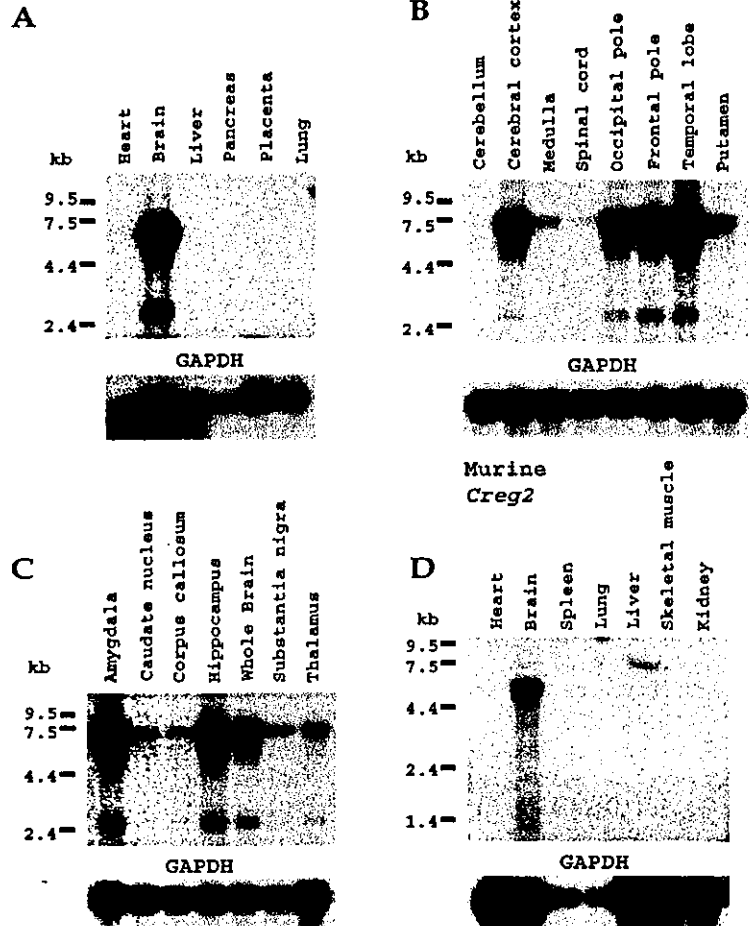 A
Heart
Brain
Liver
Pancreas
Placenta
Lung
kb
9.5
7.5
4.4
2.4
GAPDH
B
Cerebellum
Cerebral cortex
Medulla
Spinal cord
Occipital pole
Frontal pole
Temporal lobe
Putamen
kb
9.5
7.5
4.4
2.4
GAPDH
C
Amygdala
Caudate nucleus
Corpus callosum
Hippocampus
Whole Brain
Substantia nigra
Thalamus
kb
9.5
7.5
4.4
2.4
GAPDH
Murine
Creg2
D
Heart
Brain
Spleen
Lung
Liver
Skeletal muscle
Kidney
kb
9.5
7.5
4.4
2.4
1.4
GAPDH